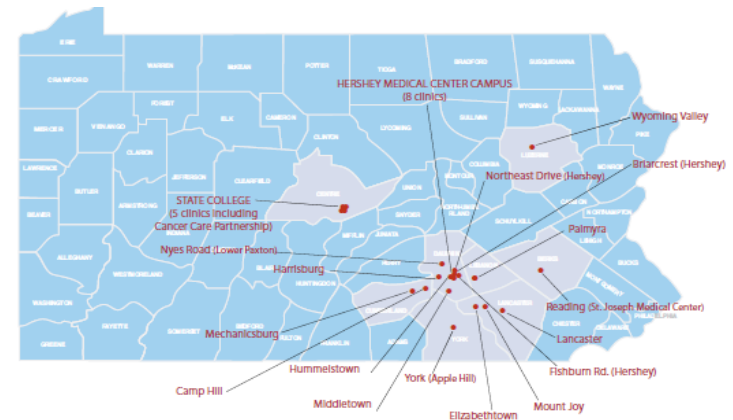 ERIE
CRAWFORD
WARREN
McKEAN
POTTER
TIOGA
BRADFORD
SUSQUEHANNA
WAYNE
HERSHEY MEDICAL CENTER CAMPUS
(8 clinics)
FOREST
ELK
CAMERON
WYOMING
LACKAWANNA
SULLIVAN
Wyoming Valley
MERCER
VENANGO
CLINTON
LYCOMING
PIKE
CLARION
LUZERNE
LAWRENCE
JEFFERSON
CLEARFIELD
COLUMBIA
MONROE
Briarcrest (Hershey)
MONTOUR
Northeast Drive (Hershey)
BUTLER
CENTRE
UNION
CARBON
BEAVER
ARMSTRONG
STATE COLLEGE
(5 clinics including
Cancer Care Partnership)
SNYDER
NORTHUMBER-
LAND
SCHUYLKILL
NORTHAMPTON
INDIANA
MIFFLIN
JUNIATA
Palmyra
LEHIGH
Nyes Road (Lower Paxton)
ALLEGHENY
BERKS
BUCKS
Harrisburg
WESTMORELAND
HUNTINGDON
WASHINGTON
Reading (St. Joseph Medical Center)
LANCASTER
PHILADELPHIA
Mechanicsburg
CHESTER
DELAWARE
FAYETTE
SOMERSET
BEDFORD
FULTON
FRANKLIN
ADAMS
YORK
Lancaster
GREENE
Hummelstown
York (Apple Hill)
Fishburn Rd. (Hershey)
Camp Hill
Middletown
Mount Joy
Elizabethtown